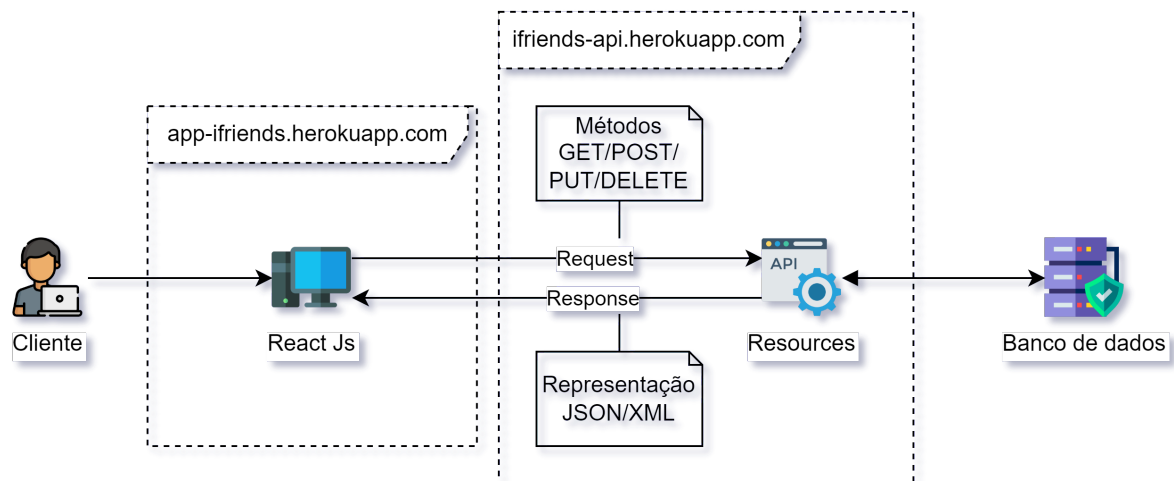 ifriends-api.herokuapp.com
app-ifriends.herokuapp.com
Métodos
GET/POST/
PUT/DELETE
Request
API
Response
Cliente
React Js
Resources
Banco de dados
Representação
JSON/XML